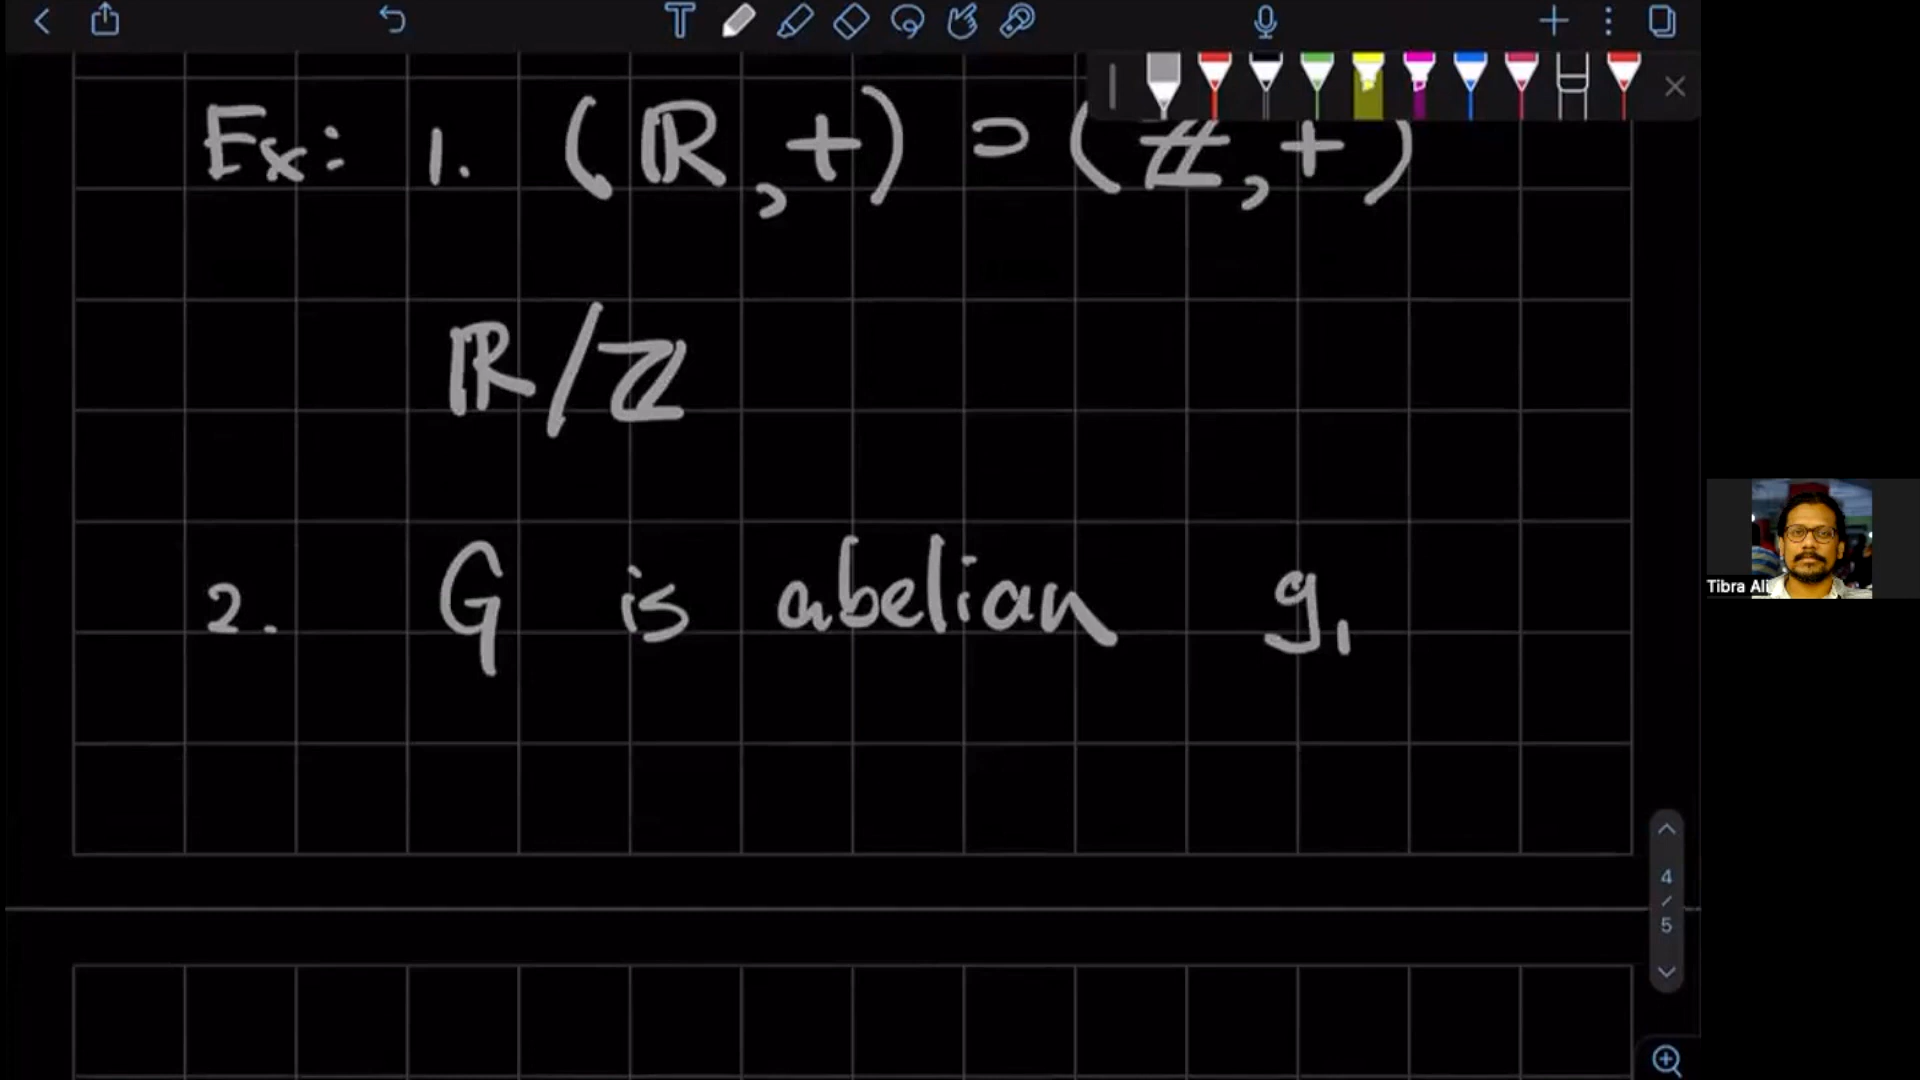 Ex: 1. (ℝ,+) ⊃ (ℤ,+)
ℝ/ℤ
2. G is abelian g₁
Tibra Ali
4
/
5